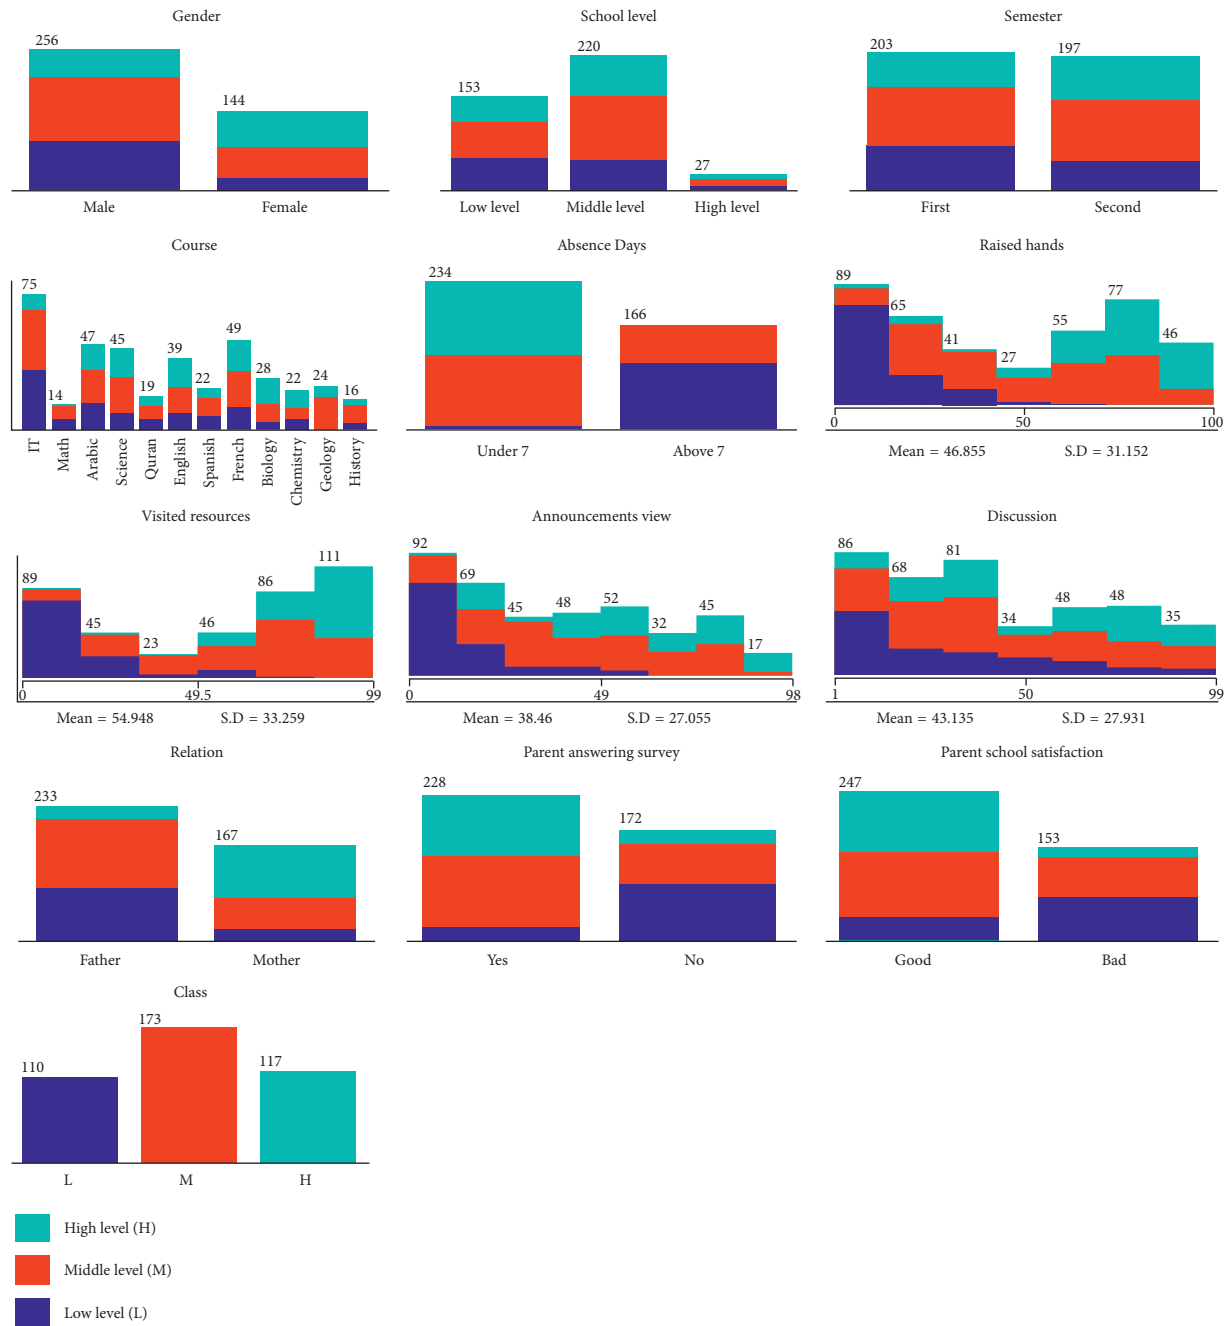 Gender
256
144
Male
Female
School level
153
220
27
Low level
Middle level
High level
Semester
203
197
First
Second
Course
75
14
47
45
19
39
22
49
28
22
24
16
IT
Math
Arabic
Science
Quran
English
Spanish
French
Biology
Chemistry
Geology
History
Absence Days
234
166
Under 7
Above 7
Raised hands
89
65
41
27
55
77
46
0
50
100
Mean = 46.855
S.D = 31.152
Visited resources
89
45
23
46
86
111
0
49.5
99
Mean = 54.948
S.D = 33.259
Announcements view
92
69
45
48
52
32
45
17
0
49
98
Mean = 38.46
S.D = 27.055
Discussion
86
68
81
34
48
48
35
1
50
99
Mean = 43.135
S.D = 27.931
Relation
233
167
Father
Mother
Parent answering survey
228
172
Yes
No
Parent school satisfaction
247
153
Good
Bad
Class
110
173
117
L
M
H
High level (H)
Middle level (M)
Low level (L)